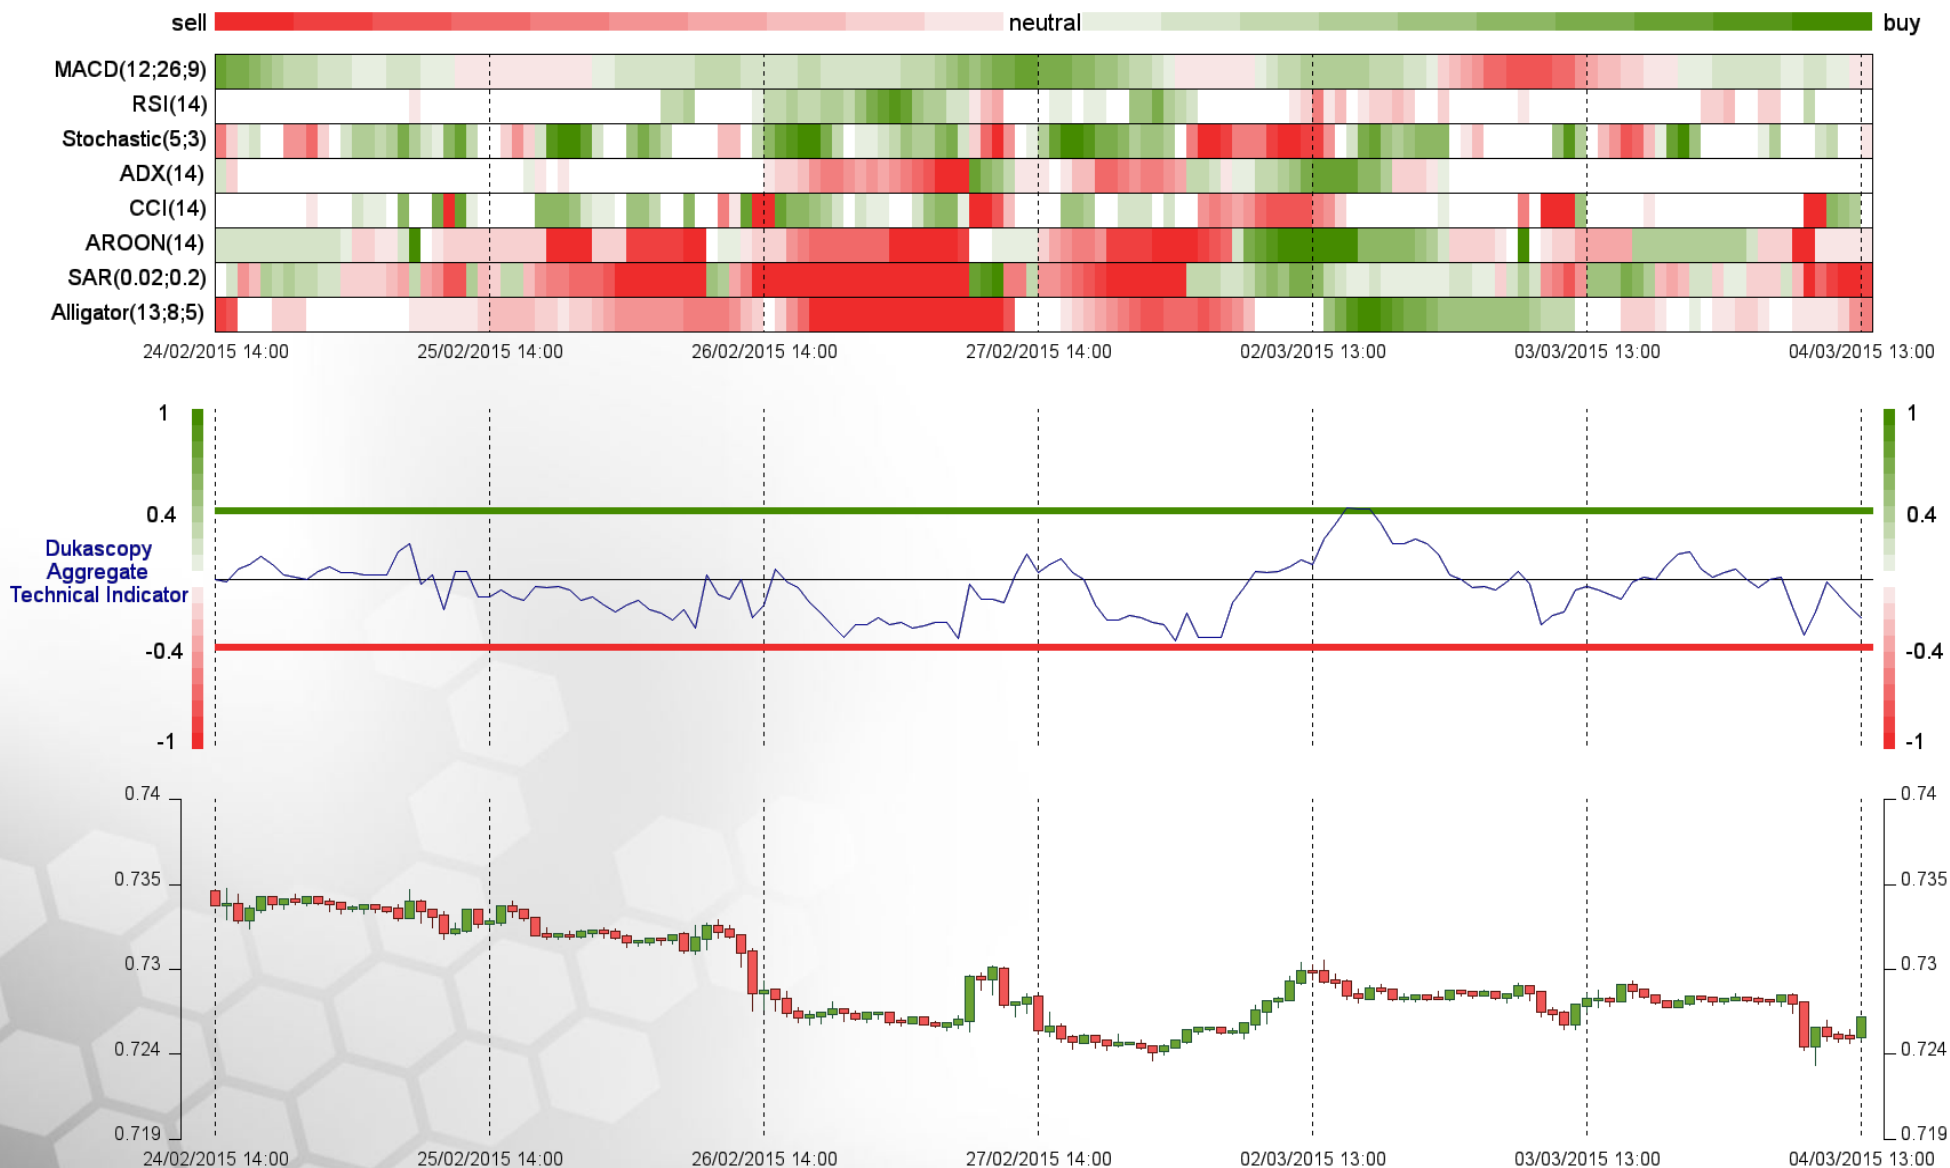 sell neutral buy
MACD(12;26;9)
RSI(14)
Stochastic(5;3)
ADX(14)
CCI(14)
AROON(14)
SAR(0.02;0.2)
Alligator(13;8;5)
24/02/2015 14:00 25/02/2015 14:00 26/02/2015 14:00 27/02/2015 14:00 02/03/2015 13:00 03/03/2015 13:00 04/03/2015 13:00
1 1
0.4 0.4
Dukascopy
Aggregate
Technical Indicator
-0.4 -0.4
-1 -1
0.74 0.74
0.735 0.735
0.73 0.73
0.724 0.724
0.719 0.719
24/02/2015 14:00 25/02/2015 14:00 26/02/2015 14:00 27/02/2015 14:00 02/03/2015 13:00 03/03/2015 13:00 04/03/2015 13:00